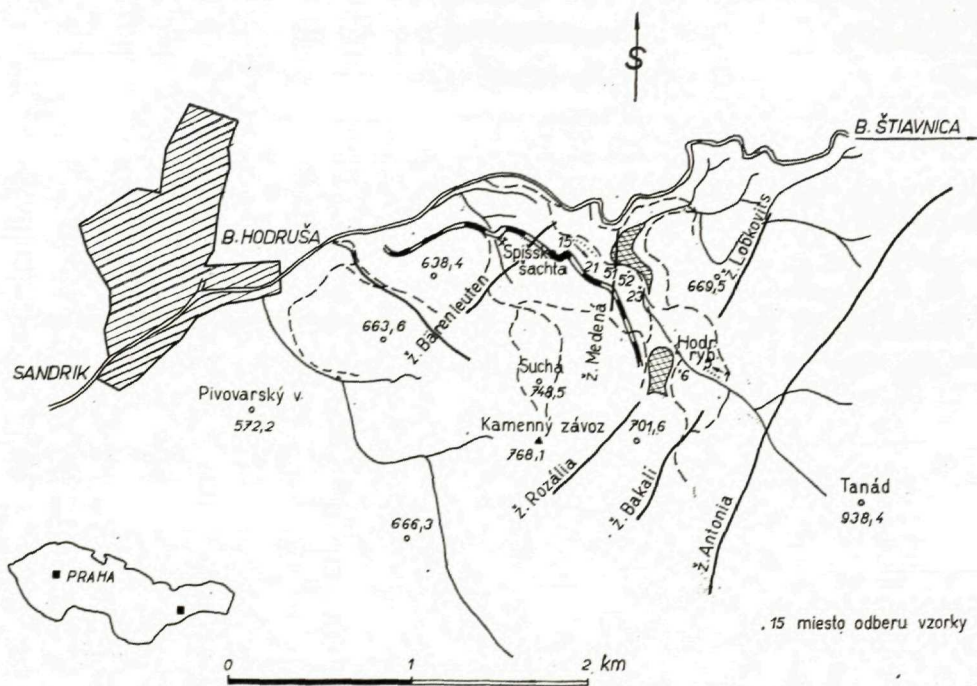 S
B. ŠTIAVNICA
B. HODRUŠA
SANDRIK
Pivovarský v.
572,2
638,4
663,6
ž. Bärenleuten
Spišská
šachta
15
21
51
52
23
669,5
ž. Lobkovits
ž. Medená
Hodr.
ryb.
6
Suchá
748,5
Kamenný závoz
768,1
701,6
ž. Rozália
ž. Bakali
ž. Antonia
Tanád
938,4
666,3
PRAHA
. 15 miesto odberu vzorky
0 1 2 km